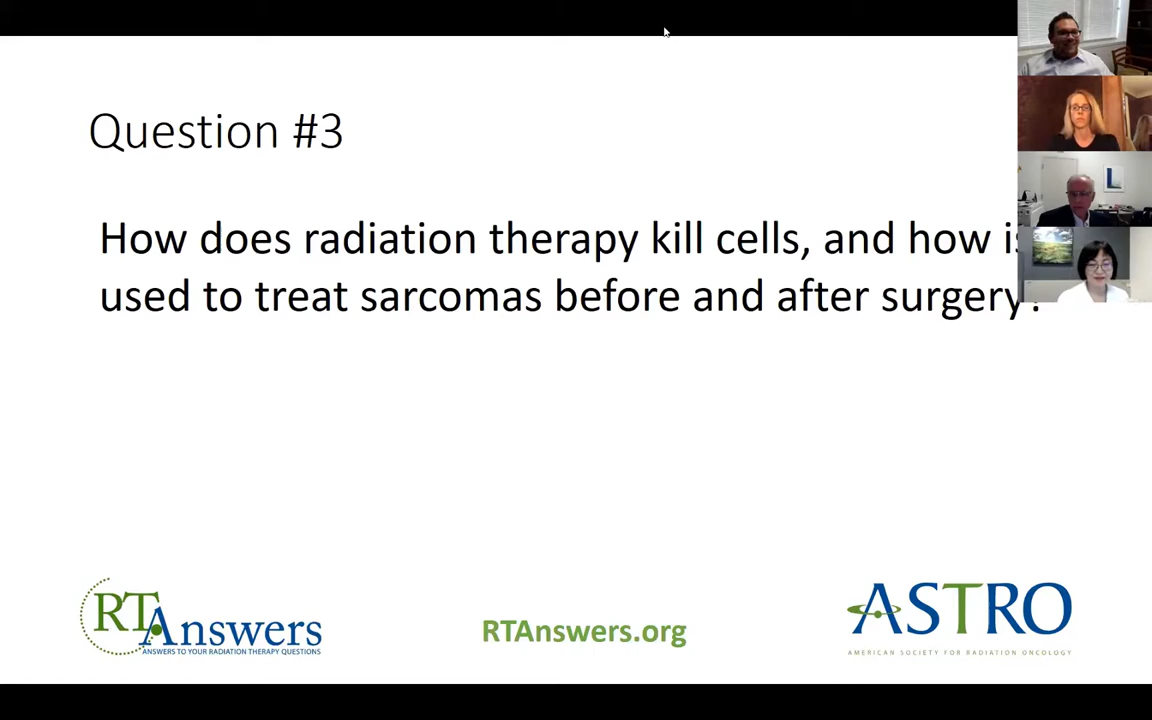 Question #3
How does radiation therapy kill cells, and how is
used to treat sarcomas before and after surgery?
RTAnswers
ANSWERS TO YOUR RADIATION THERAPY QUESTIONS
RTAnswers.org
ASTRO
AMERICAN SOCIETY FOR RADIATION ONCOLOGY